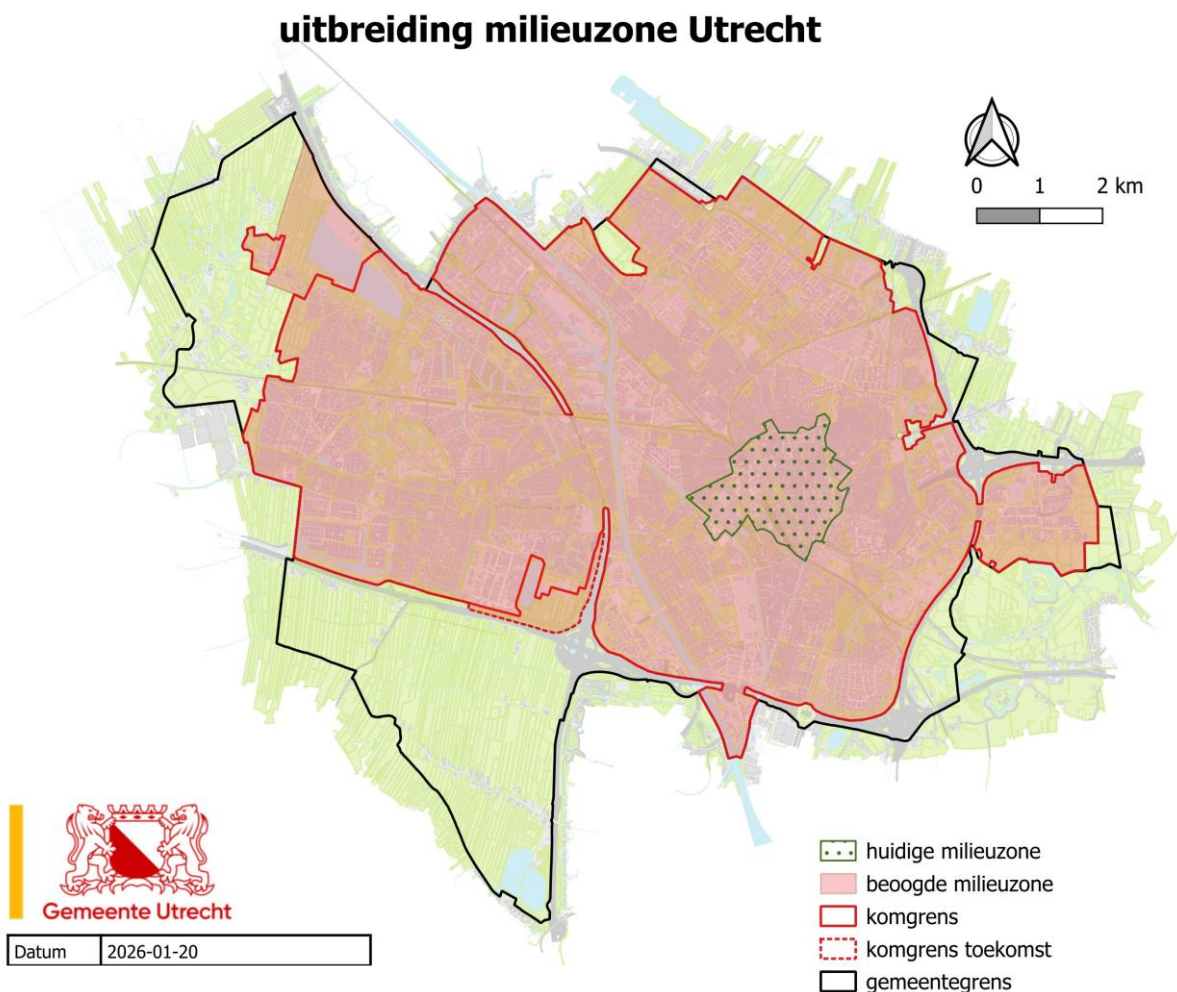 uitbreiding milieuzone Utrecht
0 1 2 km
huidige milieuzone
beoogde milieuzone
komgrens
komgrens toekomst
gemeentegrens
Gemeente Utrecht
Datum 2026-01-20